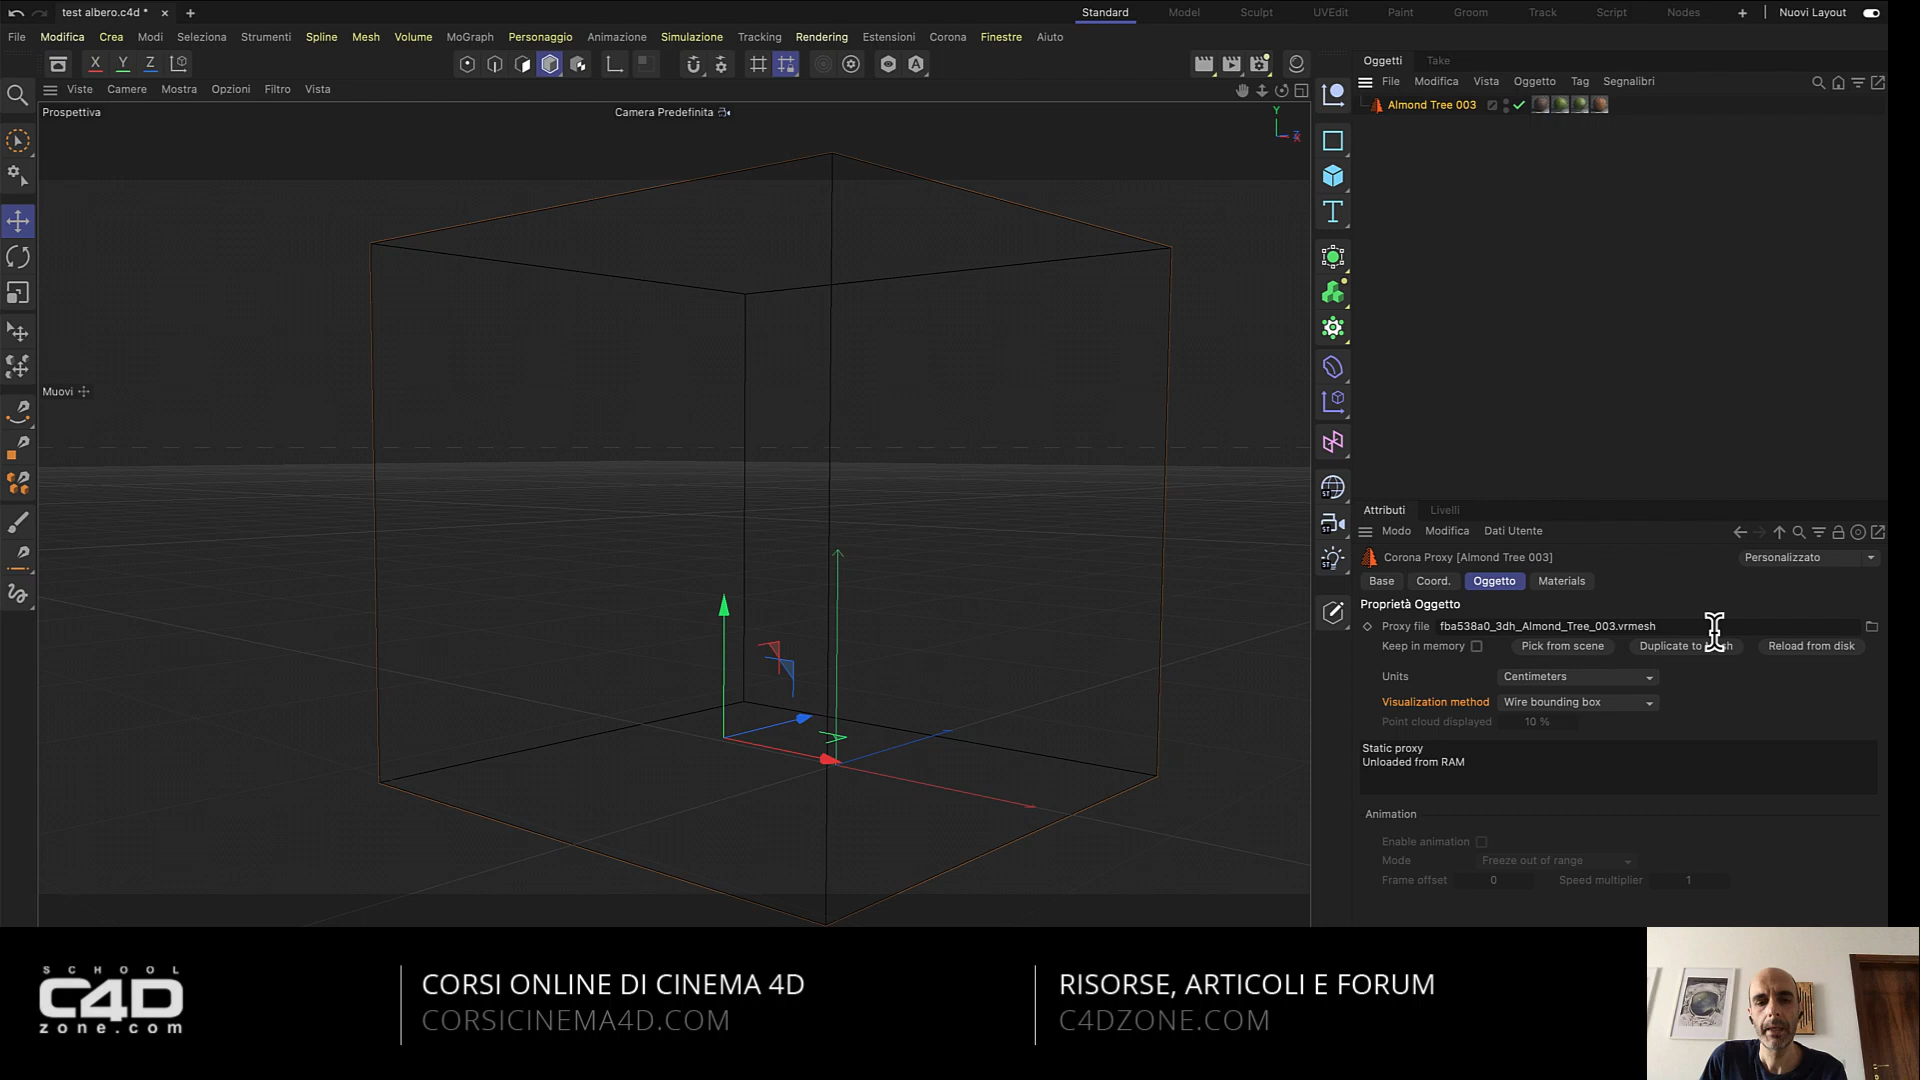 test albero.c4d *
Standard
Model
Sculpt
UVEdit
Paint
Groom
Track
Script
Nodes
Nuovi Layout
File
Modifica
Crea
Modi
Seleziona
Strumenti
Spline
Mesh
Volume
MoGraph
Personaggio
Animazione
Simulazione
Tracking
Rendering
Estensioni
Corona
Finestre
Aiuto
X Y Z
Viste
Camere
Mostra
Opzioni
Filtro
Vista
Prospettiva
Camera Predefinita
Y
Muovi
Oggetti
Take
File
Modifica
Vista
Oggetto
Tag
Segnalibri
Almond Tree 003
ST
ST
ST
Attributi
Livelli
Modo
Modifica
Dati Utente
Corona Proxy [Almond Tree 003]
Personalizzato
Base
Coord.
Oggetto
Materials
Proprietà Oggetto
Proxy file
fba538a0_3dh_Almond_Tree_003.vrmesh
Keep in memory
Pick from scene
Duplicate to
Reload from disk
Units
Centimeters
Visualization method
Wire bounding box
Point cloud displayed
10 %
Static proxy
Unloaded from RAM
Animation
Enable animation
Mode
Freeze out of range
Frame offset
0
Speed multiplier
1
SCHOOL
C4D
zone.com
CORSI ONLINE DI CINEMA 4D
CORSICINEMA4D.COM
RISORSE, ARTICOLI E FORUM
C4DZONE.COM